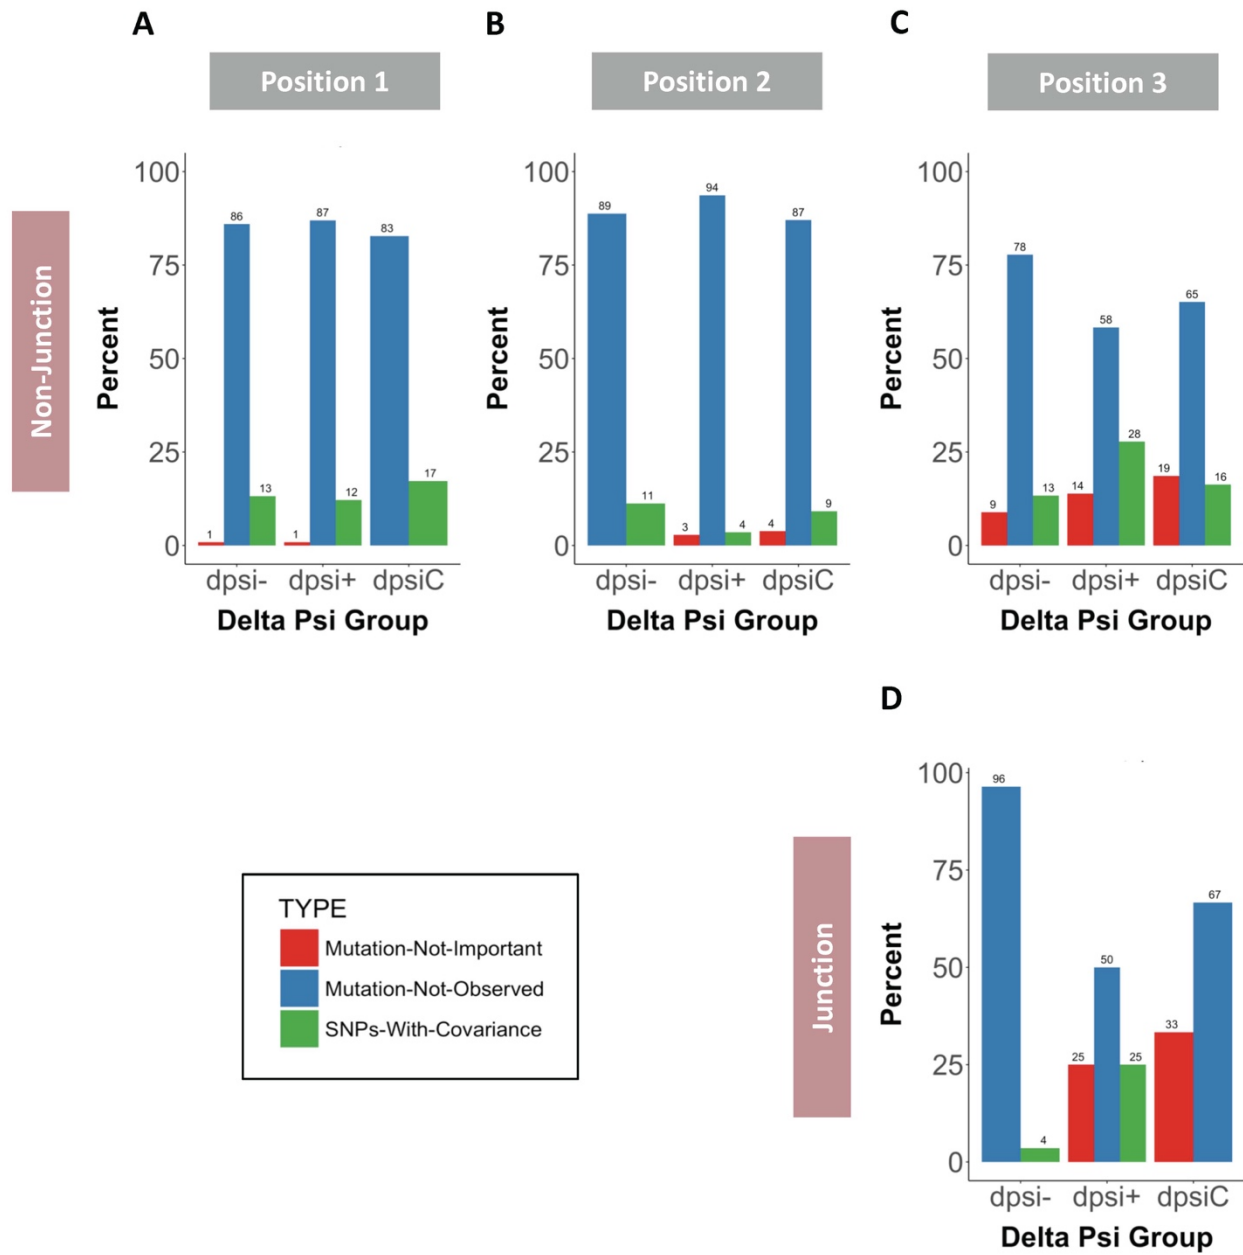 A
B
C
Position 1
Position 2
Position 3
Non-Junction
Percent
100
75
50
25
0
1
86
13
1
87
12
83
17
dpsi-
dpsi+
dpsiC
Delta Psi Group
Percent
100
75
50
25
0
89
11
3
94
4
4
87
9
dpsi-
dpsi+
dpsiC
Delta Psi Group
Percent
100
75
50
25
0
9
78
13
14
58
28
19
65
16
dpsi-
dpsi+
dpsiC
Delta Psi Group
D
TYPE
Mutation-Not-Important
Mutation-Not-Observed
SNPs-With-Covariance
Junction
Percent
100
75
50
25
0
96
4
25
50
25
33
67
dpsi-
dpsi+
dpsiC
Delta Psi Group